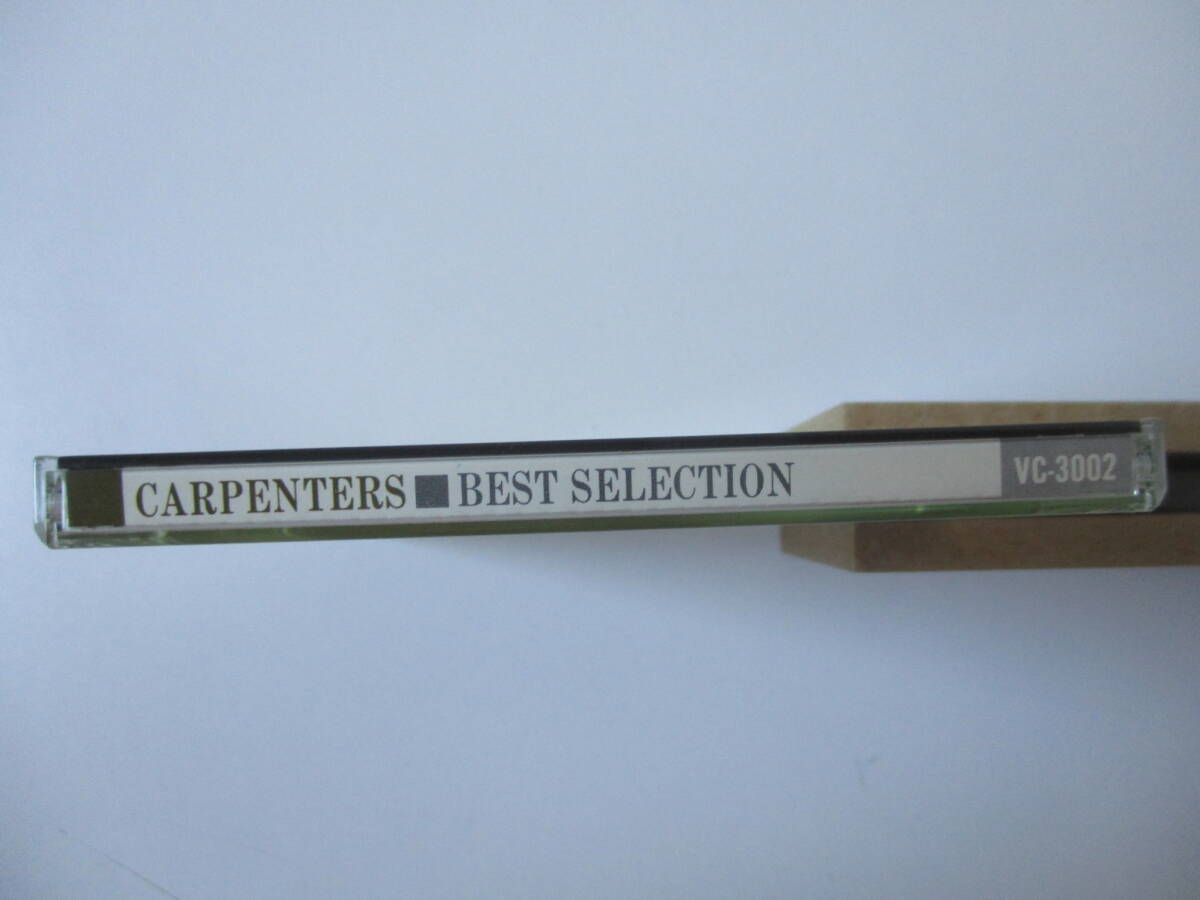 CARPENTERS ■ BEST SELECTION VC-3002